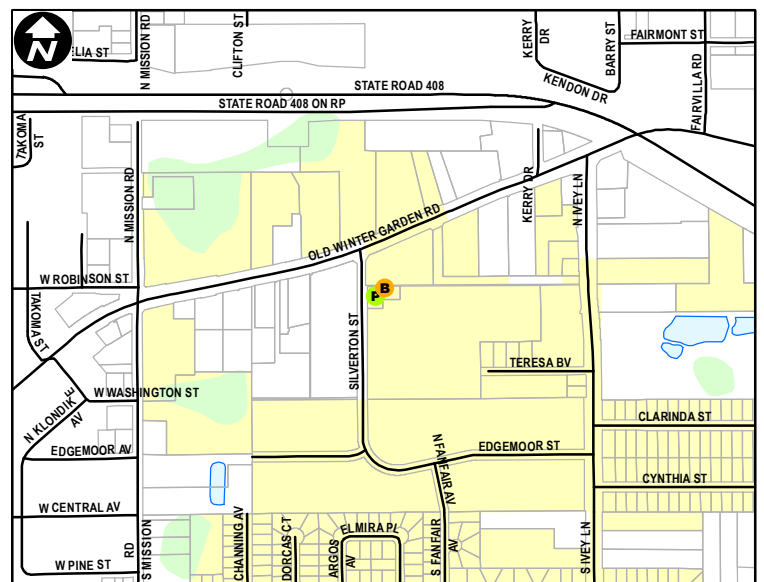 N
ELIA ST
N MISSION RD
CLIFTON ST
KERRY
DR
BARRY ST
FAIRMONT ST
KENDON DR
FAIRVILLA RD
STATE ROAD 408
STATE ROAD 408 ON RP
TAKOMA
ST
N MISSION RD
KERRY DR
N IVEY LN
OLD WINTER GARDEN RD
W ROBINSON ST
B
P
TAKOMA ST
SILVERTON ST
TERESA BV
W WASHINGTON ST
N KLONDIKE
AV
CLARINDA ST
EDGEMOOR AV
N FANFAIR AV
EDGEMOOR ST
CYNTHIA ST
W CENTRAL AV
S MISSION
RD
CHANNING AV
DORCAS CT
ELMIRA PL
ARGOS
AV
S FANFAIR
AV
S IVEY LN
W PINE ST